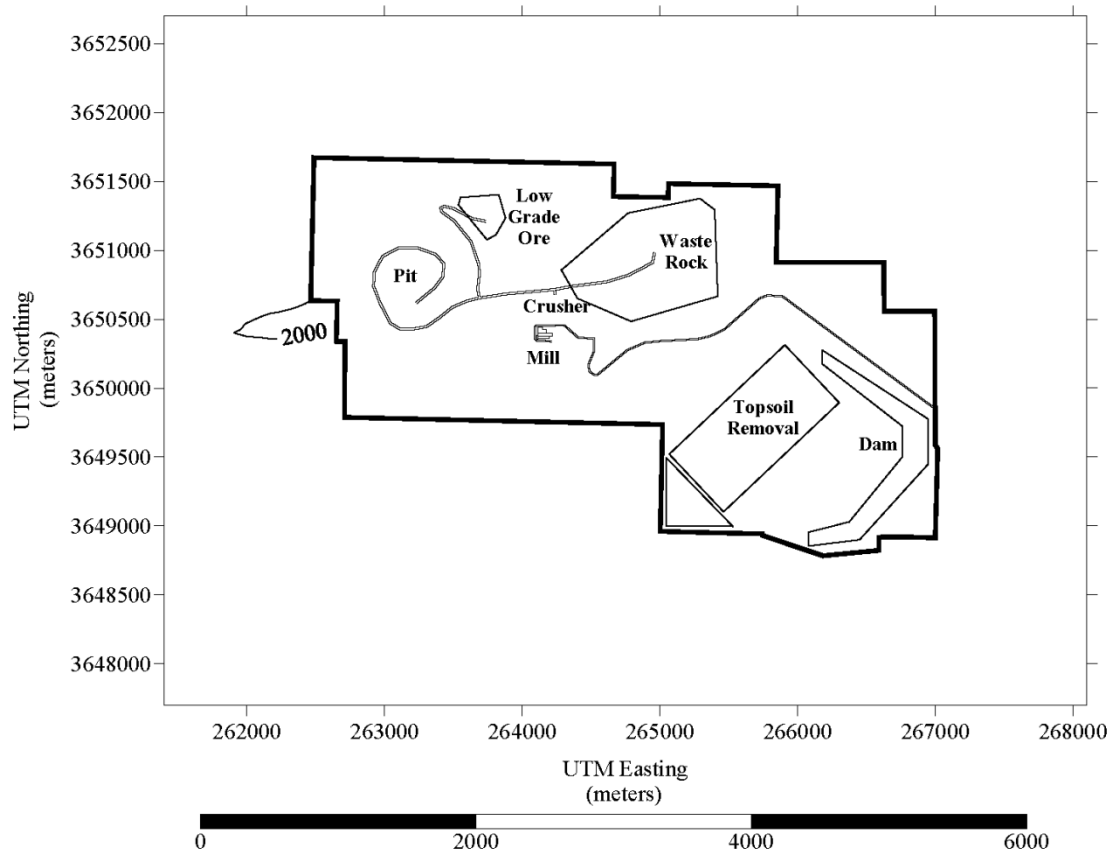 3652500
3652000
3651500
3651000
3650500
3650000
3649500
3649000
3648500
3648000
UTM Northing
(meters)
Low
Grade
Ore
Waste
Rock
Pit
Crusher
2000
Mill
Topsoil
Removal
Dam
262000
263000
264000
265000
266000
267000
268000
UTM Easting
(meters)
0
2000
4000
6000